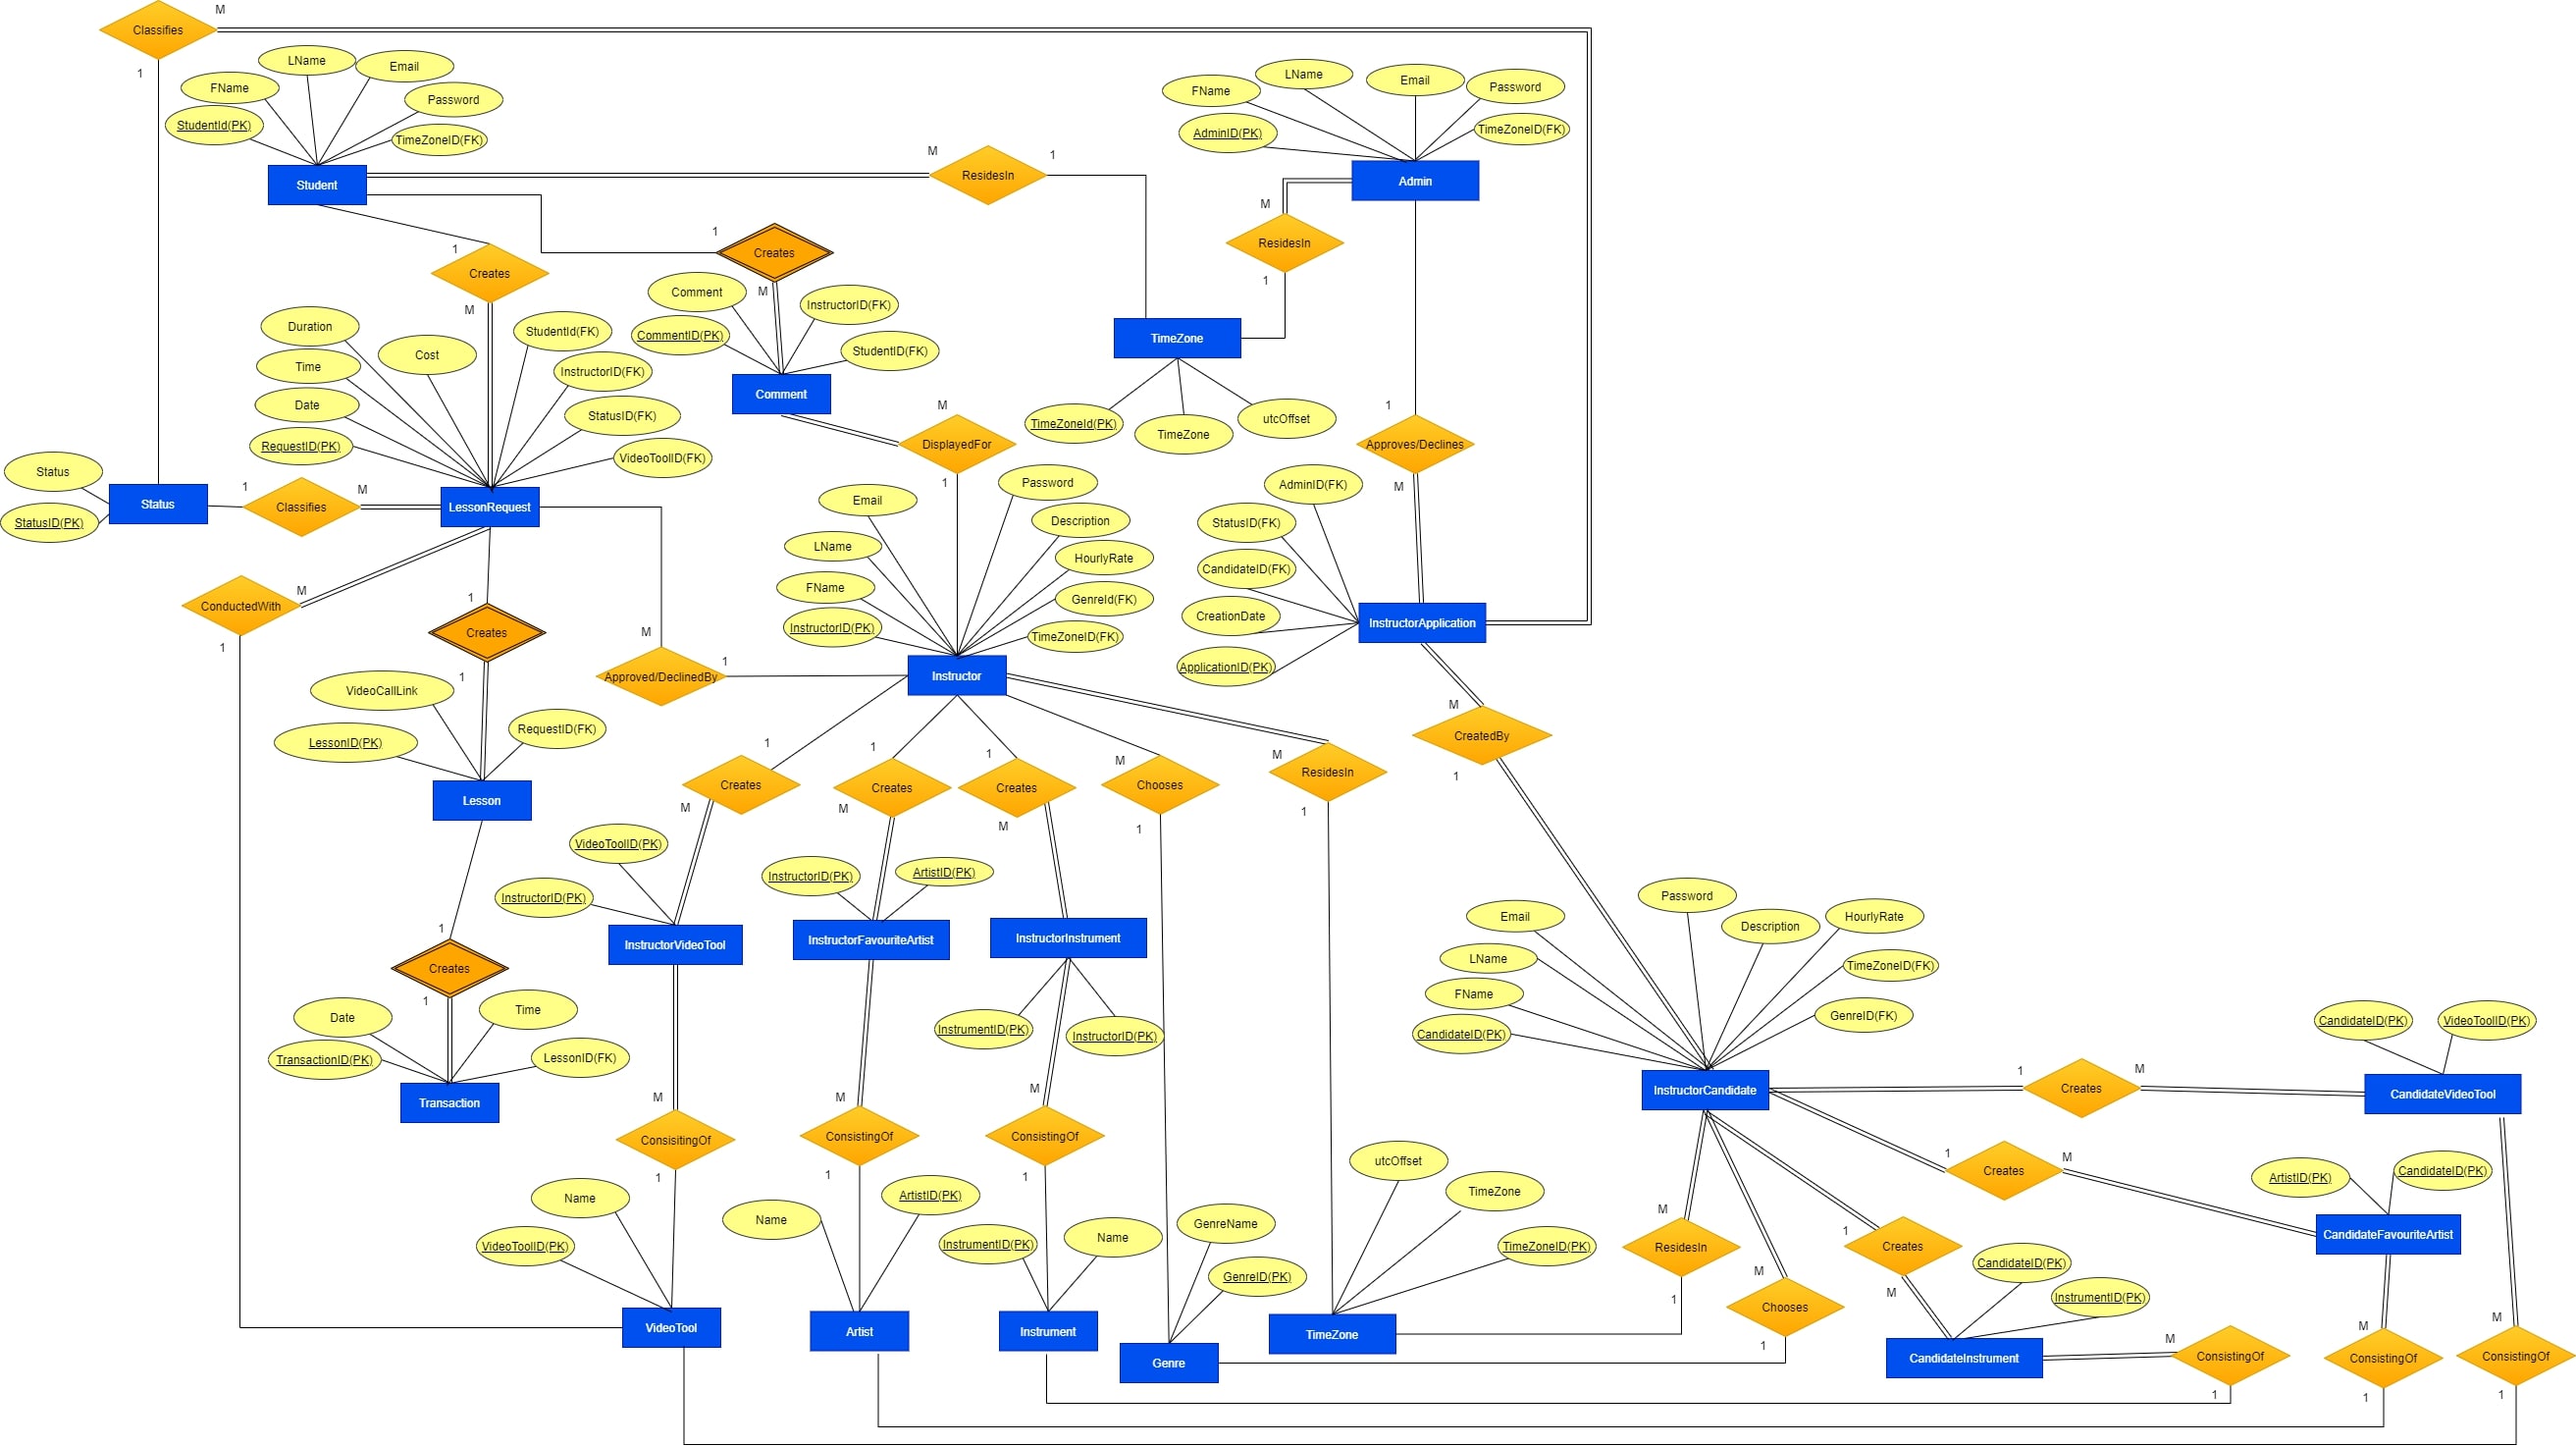 M
Classifies
1
LName
Email
FName
Password
StudentId(PK)
TimeZoneID(FK)
Student
LName
Email
FName
Password
AdminID(PK)
TimeZoneID(FK)
Admin
M
ResidesIn
1
M
ResidesIn
1
1
Creates
M
1
Creates
M
Comment
InstructorID(FK)
CommentID(PK)
StudentID(FK)
Comment
Duration
Time
Date
RequestID(PK)
Cost
StudentId(FK)
InstructorID(FK)
StatusID(FK)
VideoToolID(FK)
TimeZone
TimeZoneId(PK)
TimeZone
utcOffset
M
DisplayedFor
1
1
Approves/Declines
M
Status
StatusID(PK)
Status
1
Classifies
M
LessonRequest
Email
LName
FName
InstructorID(PK)
Password
Description
HourlyRate
GenreId(FK)
TimeZoneID(FK)
Instructor
AdminID(FK)
StatusID(FK)
CandidateID(FK)
CreationDate
ApplicationID(PK)
InstructorApplication
ConductedWith
M
1
1
Creates
1
M
Approved/DeclinedBy
1
VideoCallLink
LessonID(PK)
RequestID(FK)
Lesson
M
CreatedBy
1
1
Creates
M
1
Creates
M
1
Creates
M
M
Chooses
1
M
ResidesIn
1
VideoToolID(PK)
InstructorID(PK)
InstructorVideoTool
InstructorID(PK)
ArtistID(PK)
InstructorFavouriteArtist
InstructorInstrument
InstrumentID(PK)
InstructorID(PK)
1
Creates
1
Date
Time
TransactionID(PK)
LessonID(FK)
Transaction
Email
LName
FName
CandidateID(PK)
Password
Description
HourlyRate
TimeZoneID(FK)
GenreID(FK)
InstructorCandidate
1
Creates
M
CandidateID(PK)
VideoToolID(PK)
CandidateVideoTool
M
ConsisitingOf
1
M
ConsistingOf
1
M
ConsistingOf
1
1
Creates
M
ArtistID(PK)
CandidateID(PK)
CandidateFavouriteArtist
Name
VideoToolID(PK)
VideoTool
Name
ArtistID(PK)
Artist
InstrumentID(PK)
Name
Instrument
GenreName
GenreID(PK)
Genre
utcOffset
TimeZone
TimeZoneID(PK)
TimeZone
M
ResidesIn
1
M
Chooses
1
1
Creates
M
CandidateID(PK)
InstrumentID(PK)
CandidateInstrument
M
ConsistingOf
1
M
ConsistingOf
1
M
ConsistingOf
1